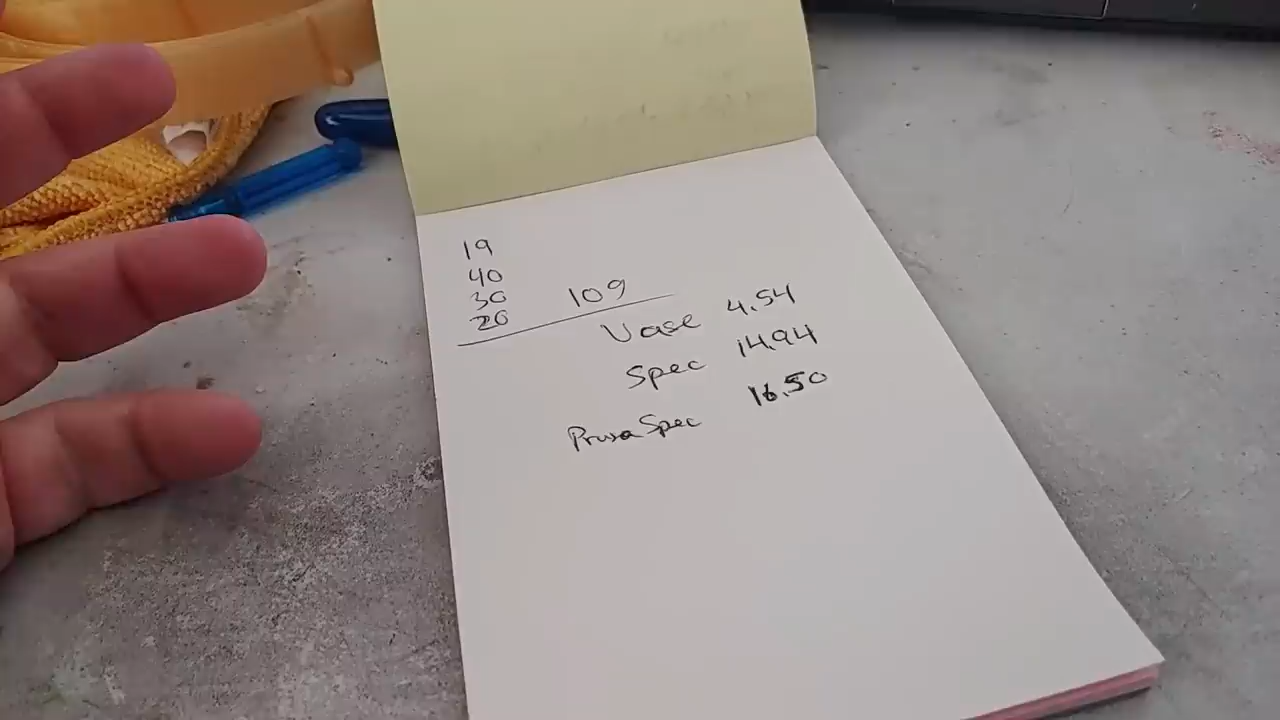 19
40
30
20 109
Vase 4.54
Spec 14.94
PrusaSpec 16.50